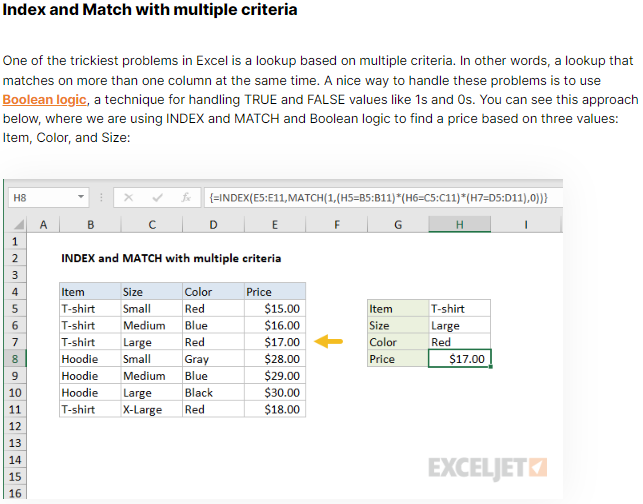 Index and Match with multiple criteria
One of the trickiest problems in Excel is a lookup based on multiple criteria. In other words, a lookup that
matches on more than one column at the same time. A nice way to handle these problems is to use
Boolean logic, a technique for handling TRUE and FALSE values like 1s and 0s. You can see this approach
below, where we are using INDEX and MATCH and Boolean logic to find a price based on three values:
Item, Color, and Size:
H8 fx {=INDEX(E5:E11,MATCH(1,(H5=B5:B11)*(H6=C5:C11)*(H7=D5:D11),0))}
A B C D E F G H I
1
2 INDEX and MATCH with multiple criteria
3
4 Item Size Color Price
5 T-shirt Small Red $15.00 Item T-shirt
6 T-shirt Medium Blue $16.00 Size Large
7 T-shirt Large Red $17.00 Color Red
8 Hoodie Small Gray $28.00 Price $17.00
9 Hoodie Medium Blue $29.00
10 Hoodie Large Black $30.00
11 T-shirt X-Large Red $18.00
12
13
14
15
16
EXCELJET